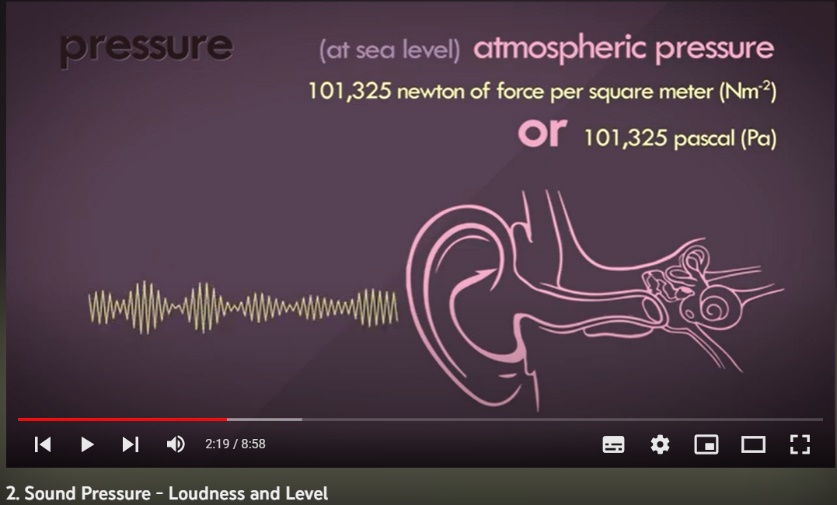 pressure
(at sea level) atmospheric pressure
101,325 newton of force per square meter (Nm⁻²)
or 101,325 pascal (Pa)
2:19 / 8:58
2. Sound Pressure - Loudness and Level